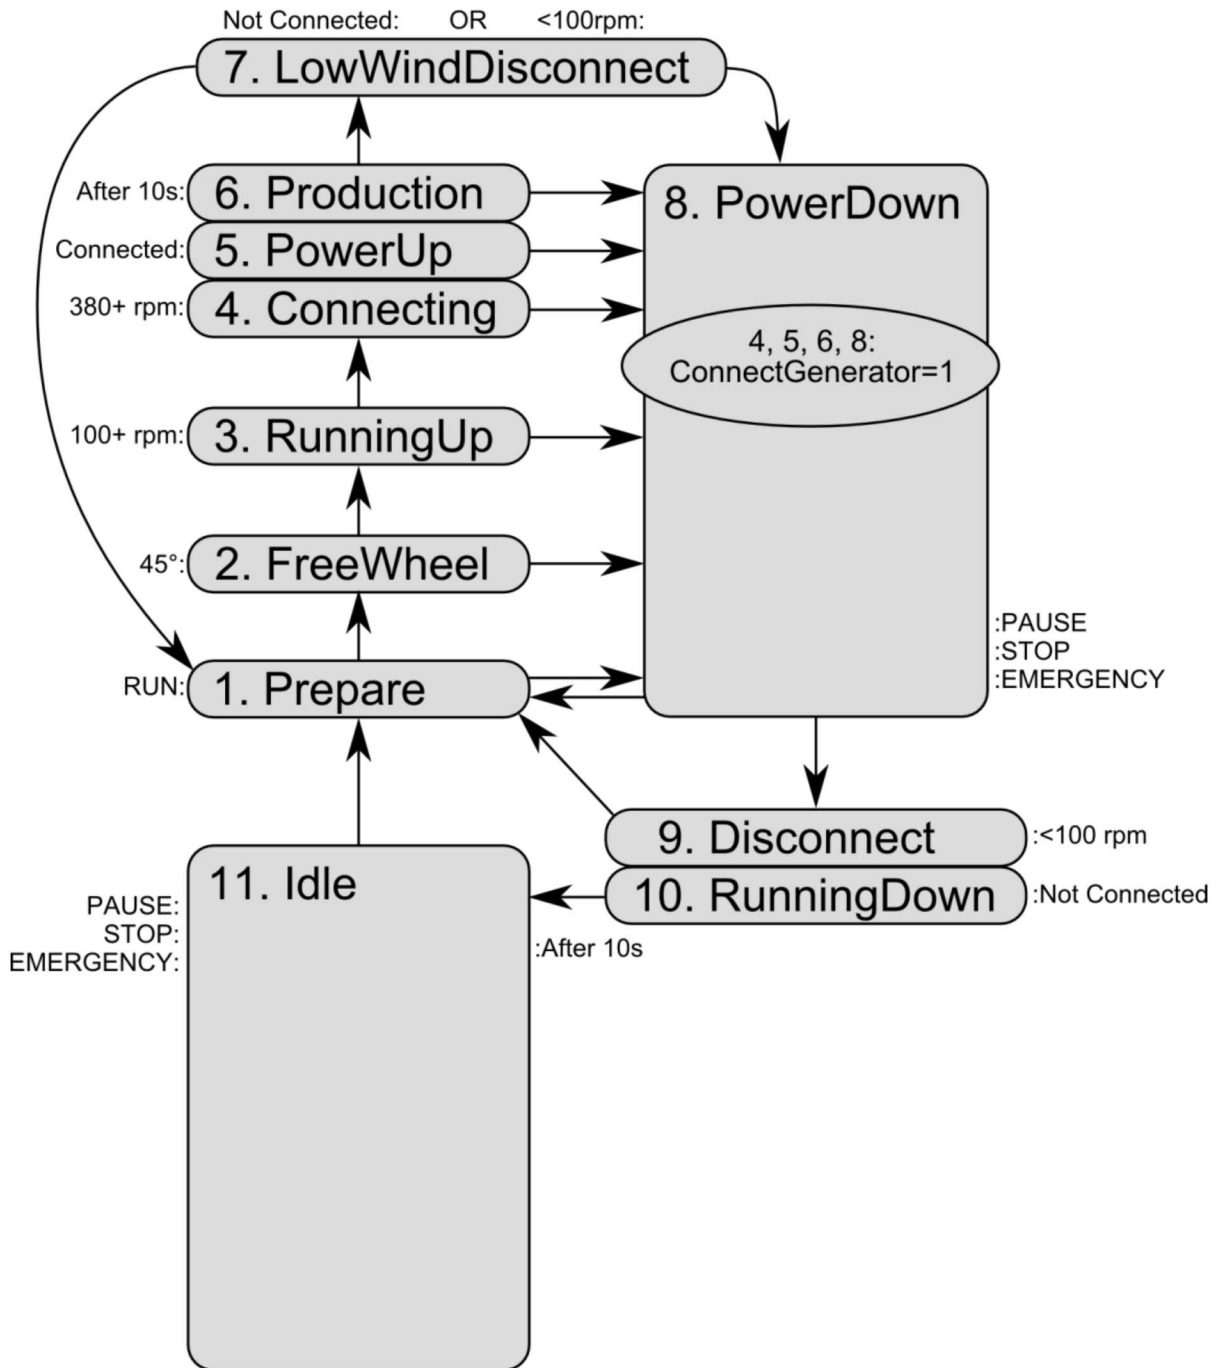 Not Connected: OR <100rpm:
7. LowWindDisconnect
After 10s: 6. Production
Connected: 5. PowerUp
380+ rpm: 4. Connecting
100+ rpm: 3. RunningUp
45°: 2. FreeWheel
RUN: 1. Prepare
8. PowerDown
4, 5, 6, 8:
ConnectGenerator=1
:PAUSE
:STOP
:EMERGENCY
9. Disconnect :<100 rpm
10. RunningDown :Not Connected
11. Idle
PAUSE:
STOP:
EMERGENCY:
:After 10s